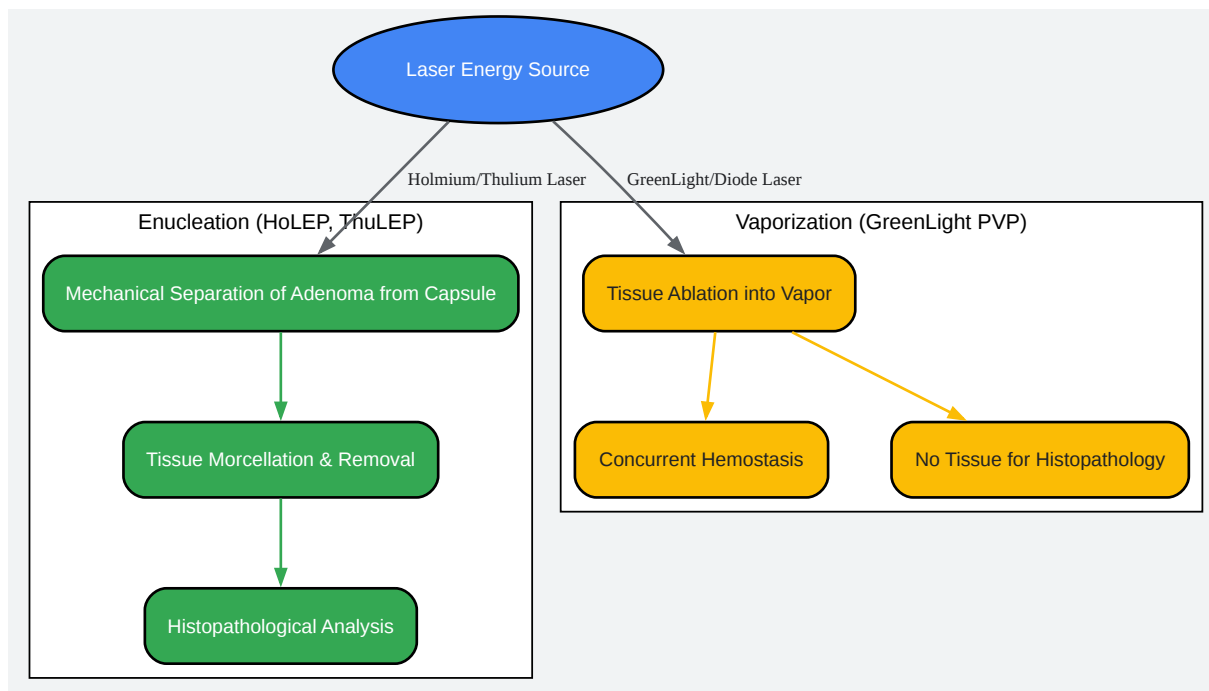 Laser Energy Source
Holmium/Thulium Laser
GreenLight/Diode Laser
Enucleation (HoLEP, ThuLEP)
Mechanical Separation of Adenoma from Capsule
Tissue Morcellation & Removal
Histopathological Analysis
Vaporization (GreenLight PVP)
Tissue Ablation into Vapor
Concurrent Hemostasis
No Tissue for Histopathology